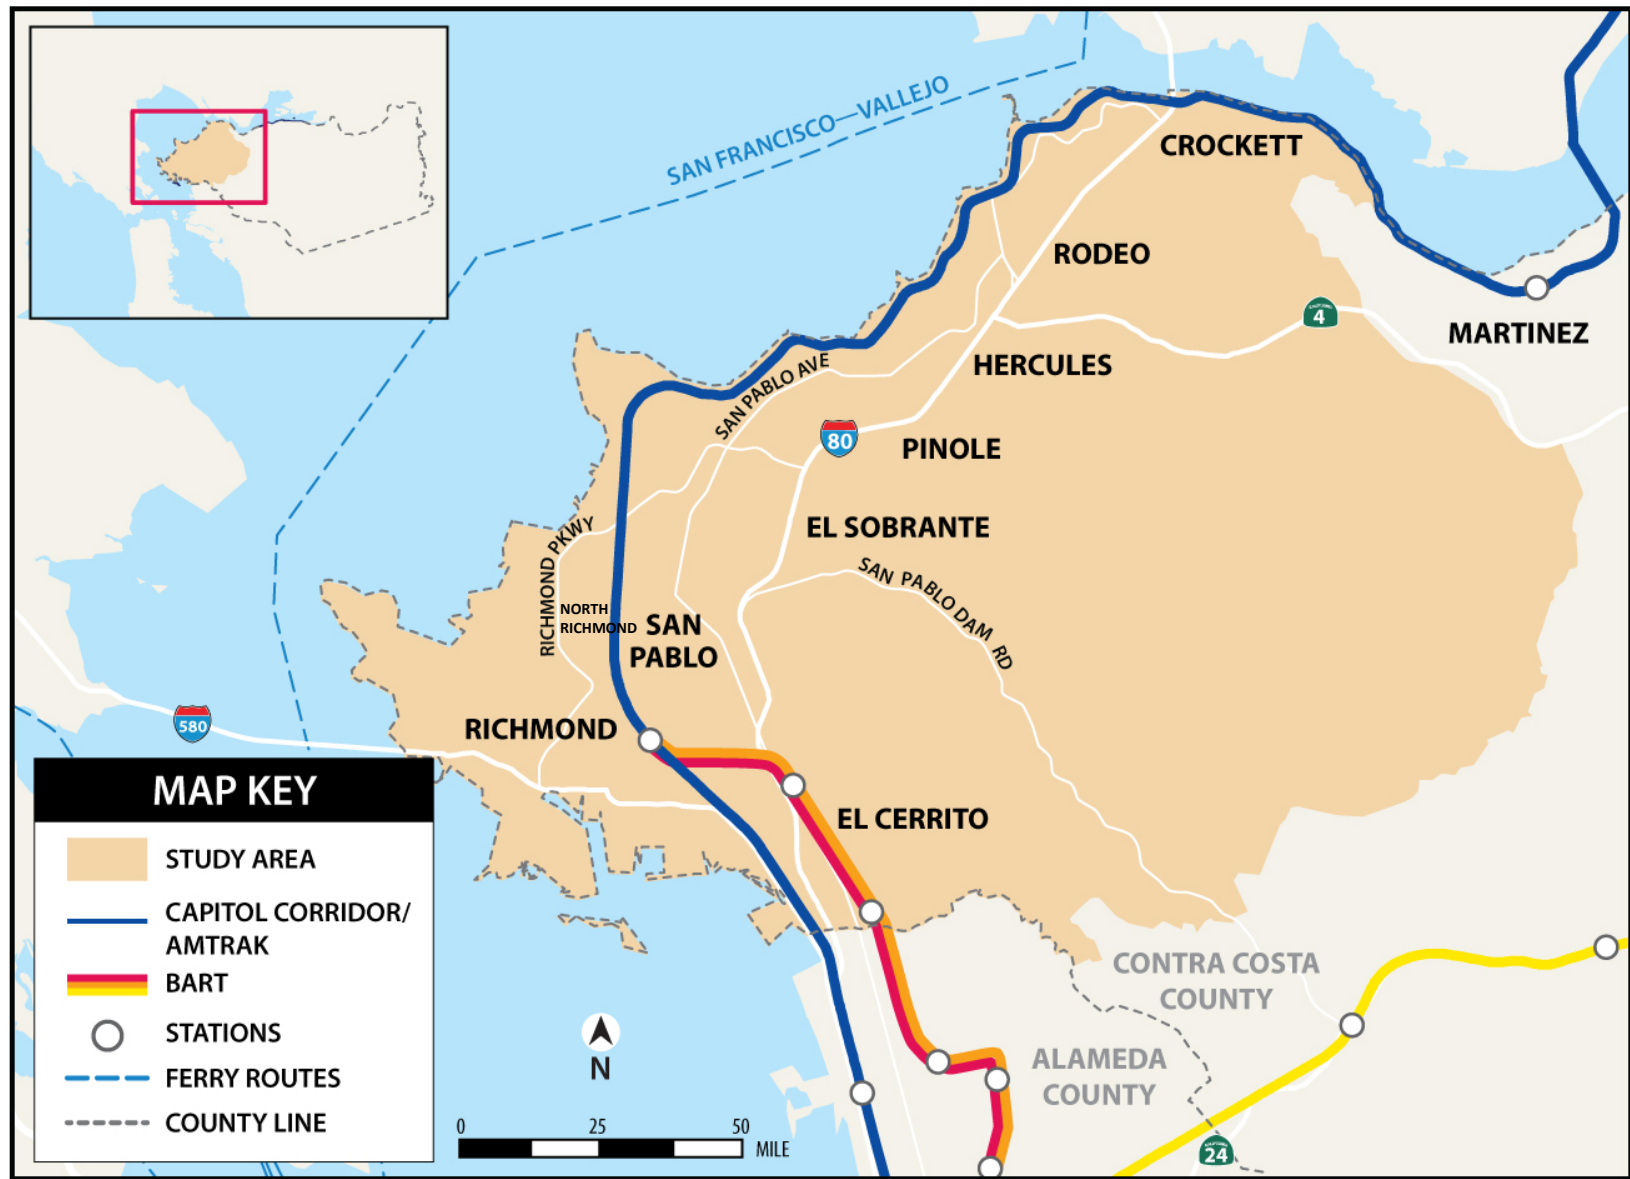 SAN FRANCISCO—VALLEJO
CROCKETT
RODEO
4
MARTINEZ
HERCULES
SAN PABLO AVE
80
PINOLE
EL SOBRANTE
RICHMOND PKWY
SAN PABLO DAM RD
NORTH
RICHMOND
SAN
PABLO
580
RICHMOND
EL CERRITO
MAP KEY
STUDY AREA
CAPITOL CORRIDOR/
AMTRAK
BART
STATIONS
FERRY ROUTES
COUNTY LINE
N
0 25 50
MILE
CONTRA COSTA
COUNTY
ALAMEDA
COUNTY
24